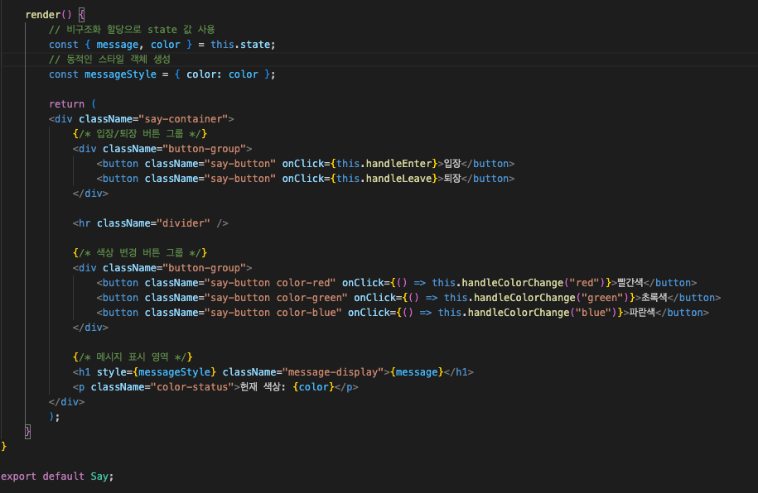 render() {
// 비구조화 할당으로 state 값 사용
const { message, color } = this.state;
// 동적인 스타일 객체 생성
const messageStyle = { color: color };
return (
<div className="say-container">
{/* 입장/퇴장 버튼 그룹 */}
<div className="button-group">
<button className="say-button" onClick={this.handleEnter}>입장</button>
<button className="say-button" onClick={this.handleLeave}>퇴장</button>
</div>
<hr className="divider" />
{/* 색상 변경 버튼 그룹 */}
<div className="button-group">
<button className="say-button color-red" onClick={() => this.handleColorChange("red")}>빨간색</button>
<button className="say-button color-green" onClick={() => this.handleColorChange("green")}>초록색</button>
<button className="say-button color-blue" onClick={() => this.handleColorChange("blue")}>파란색</button>
</div>
{/* 메시지 표시 영역 */}
<h1 style={messageStyle} className="message-display">{message}</h1>
<p className="color-status">현재 색상: {color}</p>
</div>
);
}
}
export default Say;